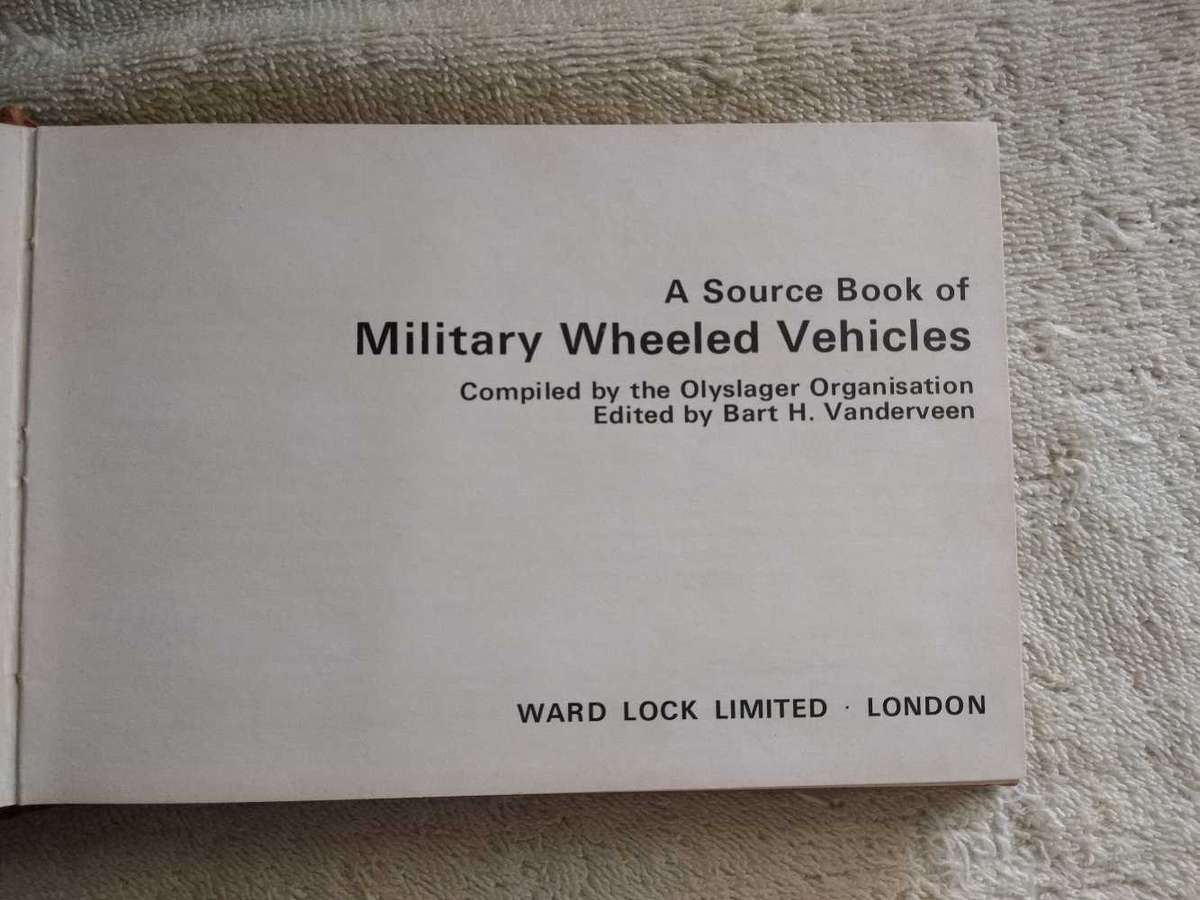 A Source Book of
Military Wheeled Vehicles
Compiled by the Olyslager Organisation
Edited by Bart H. Vanderveen
WARD LOCK LIMITED · LONDON